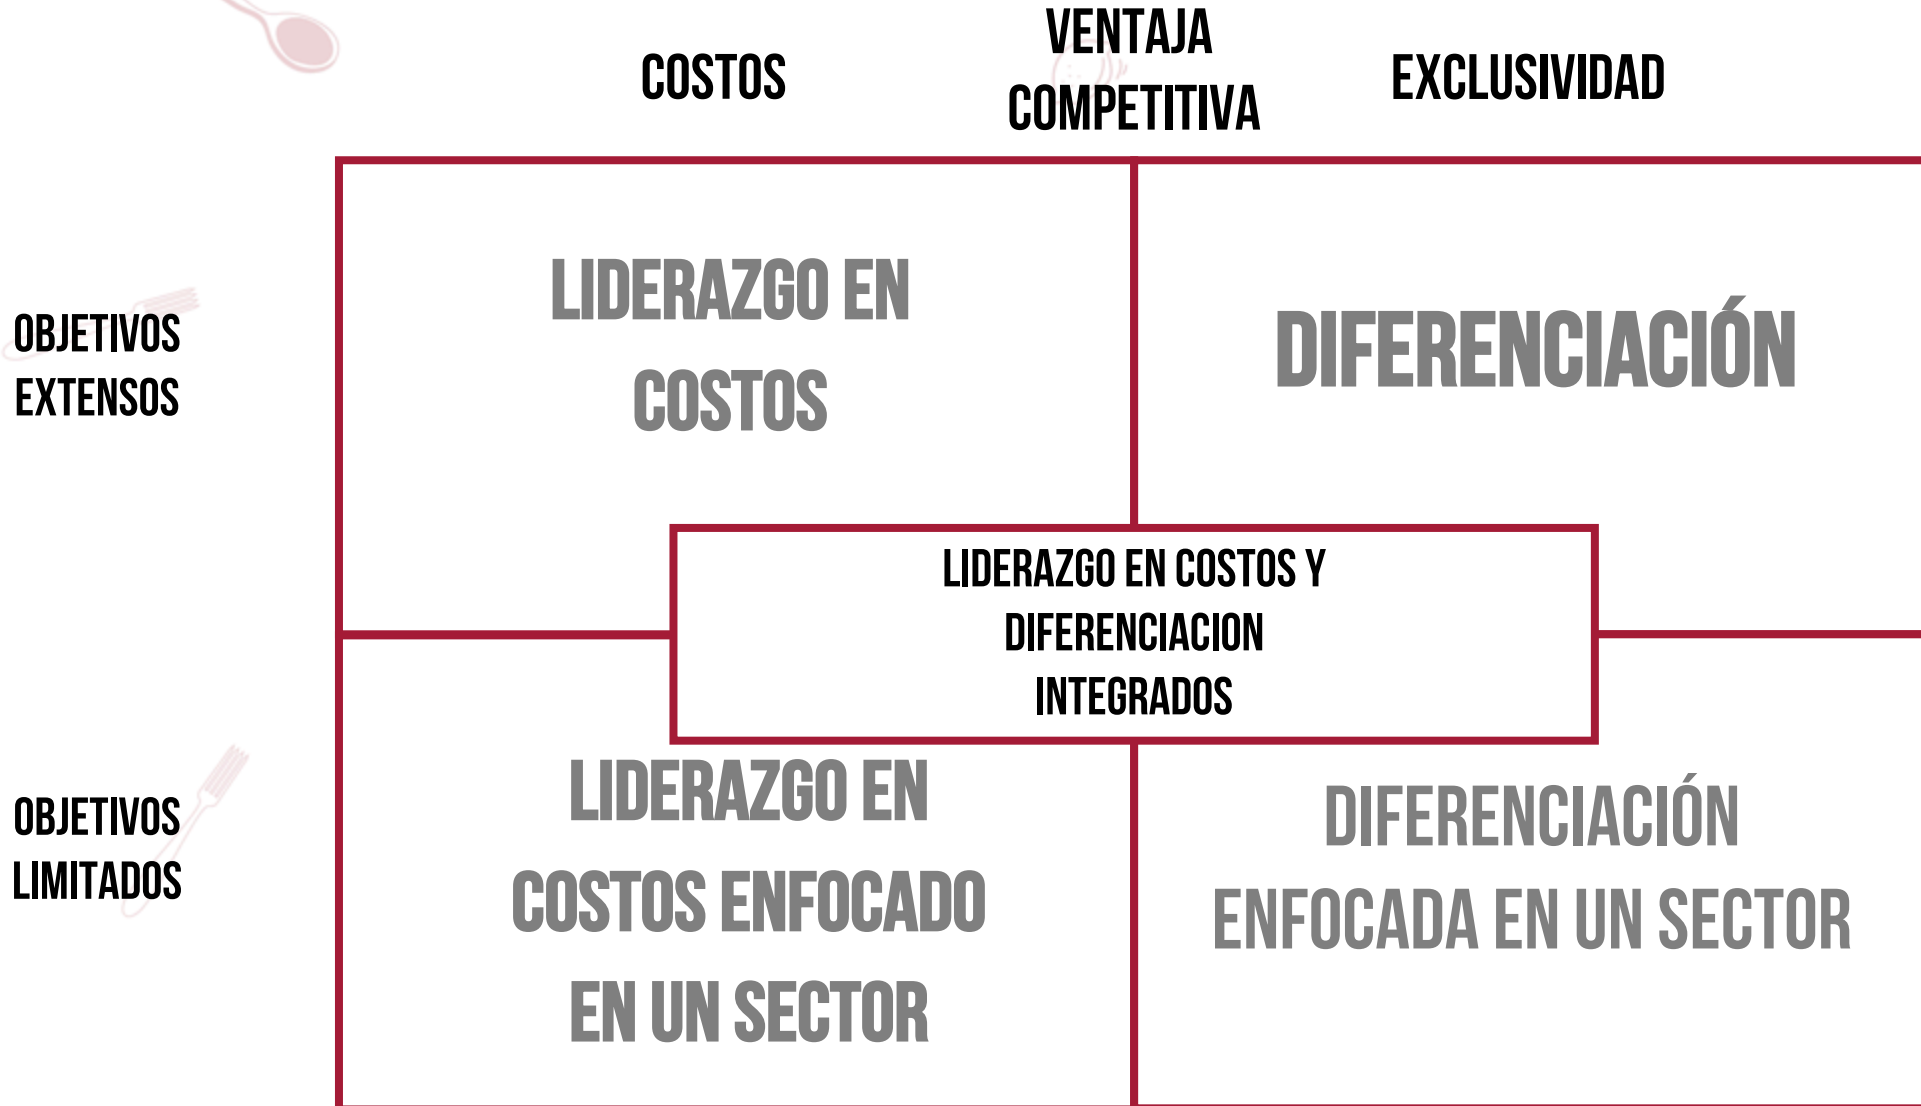 COSTOS
VENTAJA
COMPETITIVA
EXCLUSIVIDAD
OBJETIVOS
EXTENSOS
LIDERAZGO EN
COSTOS
DIFERENCIACIÓN
LIDERAZGO EN COSTOS Y
DIFERENCIACION
INTEGRADOS
OBJETIVOS
LIMITADOS
LIDERAZGO EN
COSTOS ENFOCADO
EN UN SECTOR
DIFERENCIACIÓN
ENFOCADA EN UN SECTOR